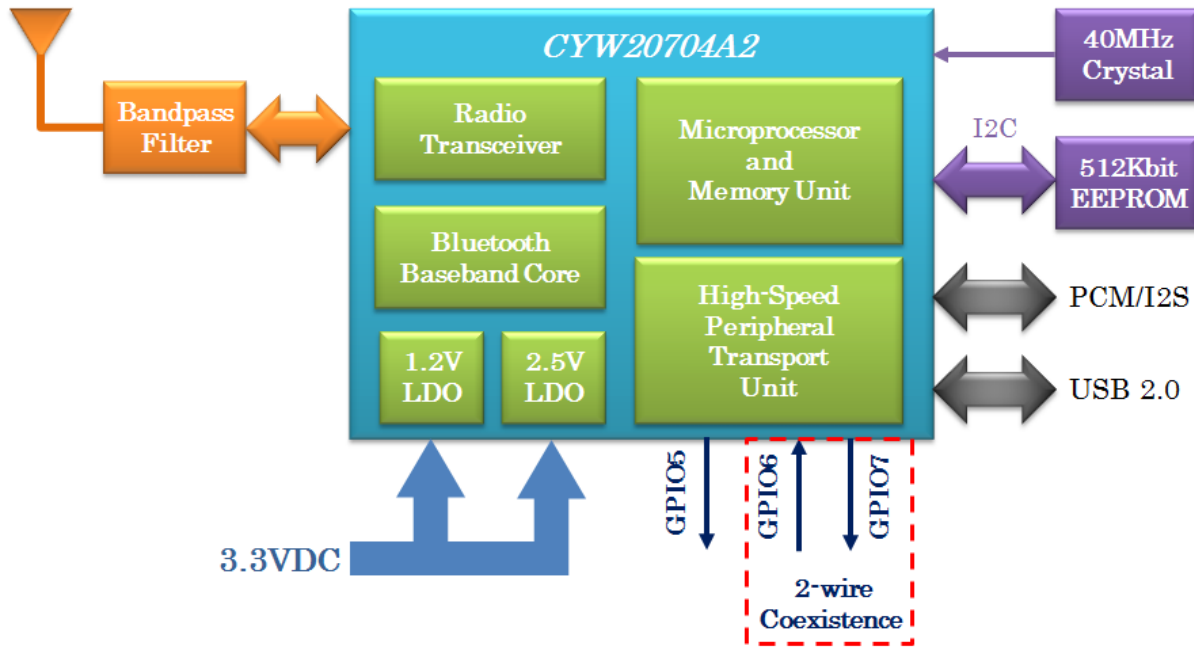 CYW20704A2
40MHz
Crystal
Bandpass
Filter
Radio
Transceiver
Microprocessor
and
Memory Unit
I2C
512Kbit
EEPROM
Bluetooth
Baseband Core
High-Speed
Peripheral
Transport
Unit
PCM/I2S
1.2V
LDO
2.5V
LDO
USB 2.0
GPIO5
GPIO6
GPIO7
3.3VDC
2-wire
Coexistence